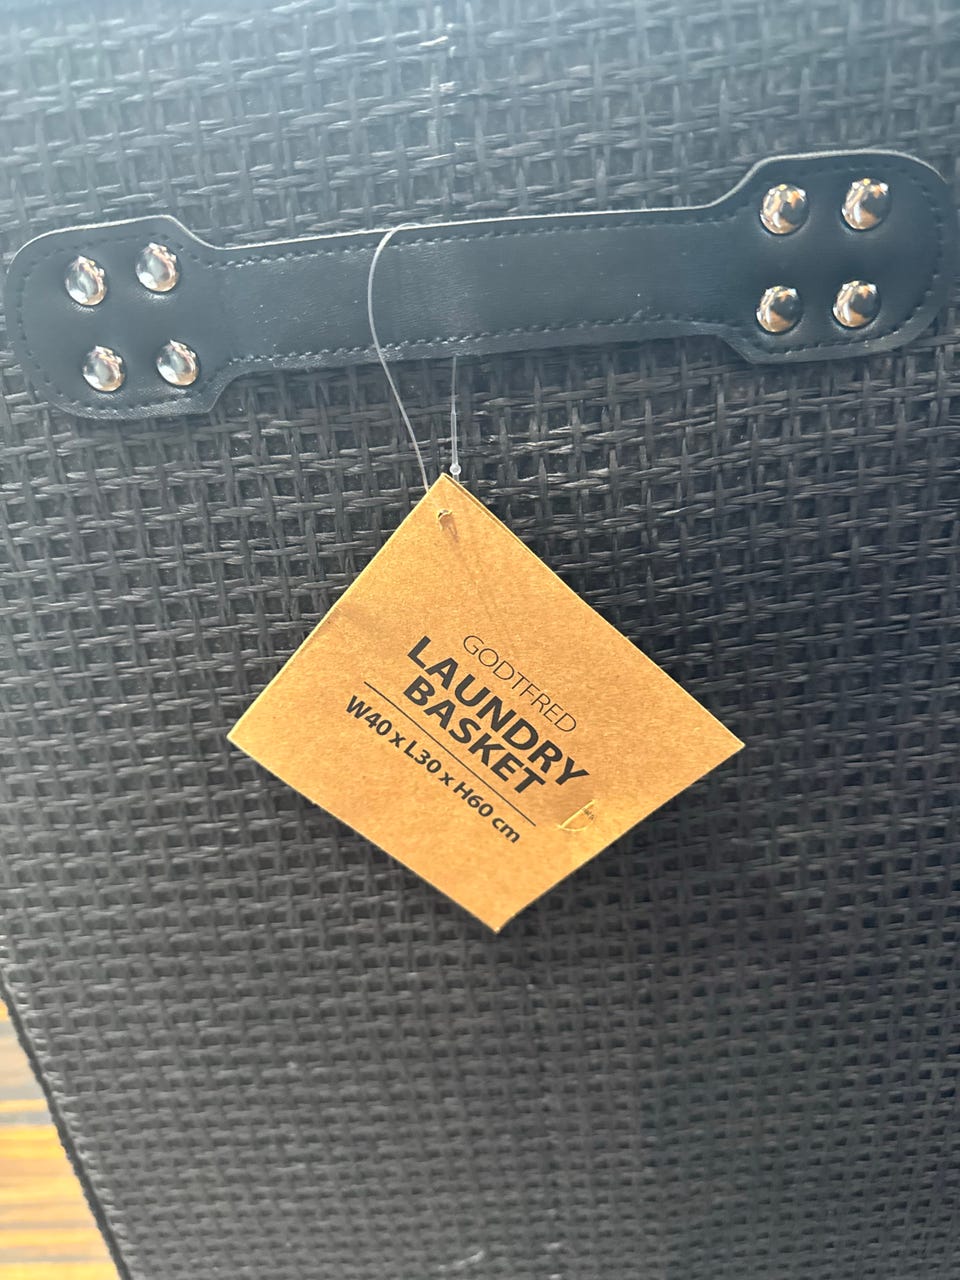 GODTFRED
LAUNDRY
BASKET
W40 x L30 x H60 cm